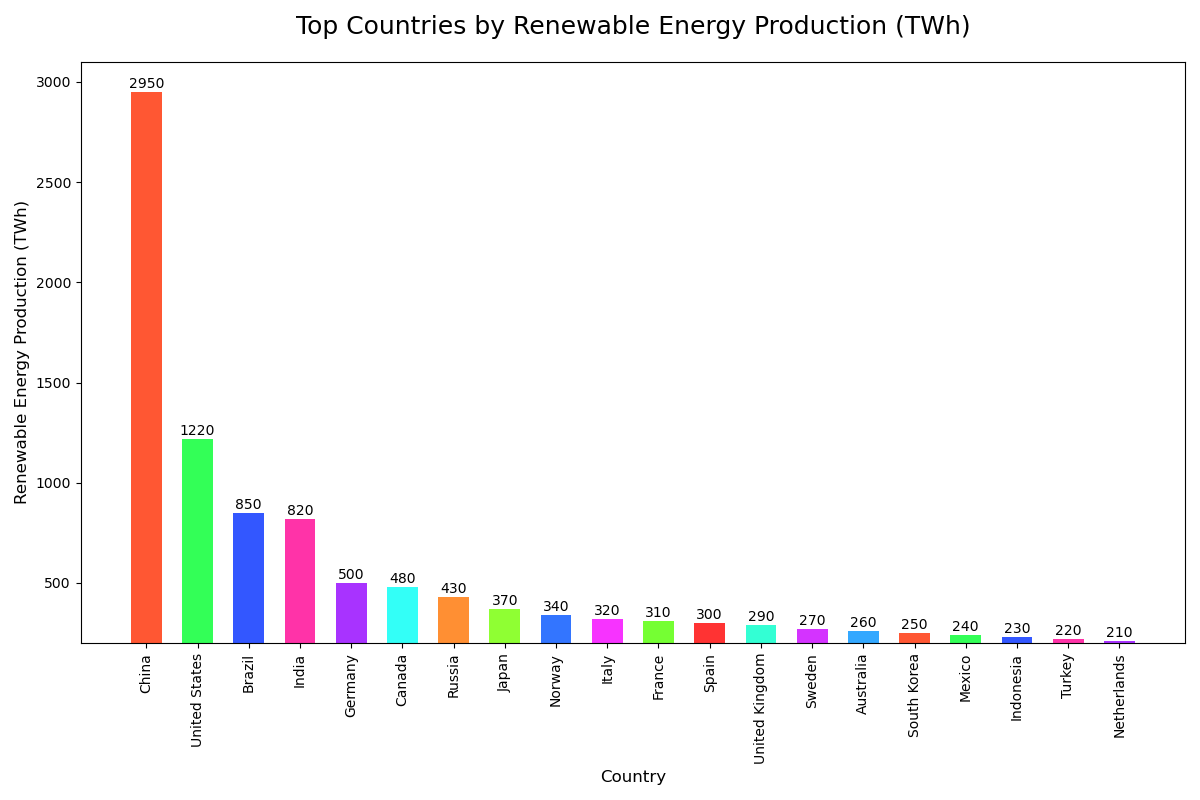 Top Countries by Renewable Energy Production (TWh)
Renewable Energy Production (TWh)
3000
2500
2000
1500
1000
500
2950
1220
850
820
500
480
430
370
340
320
310
300
290
270
260
250
240
230
220
210
China
United States
Brazil
India
Germany
Canada
Russia
Japan
Norway
Italy
France
Spain
United Kingdom
Sweden
Australia
South Korea
Mexico
Indonesia
Turkey
Netherlands
Country